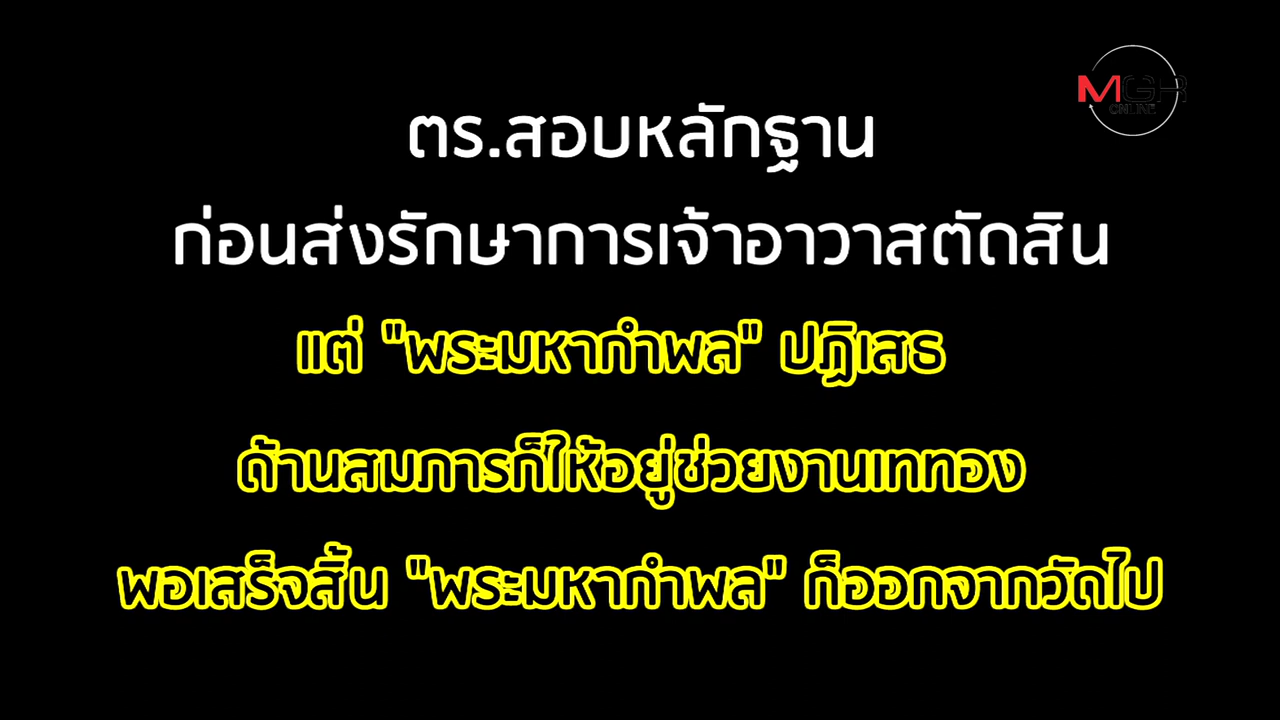 MGR
ONLINE
ตร.สอบหลักฐาน
ก่อนส่งรักษาการเจ้าอาวาสตัดสิน
แต่ "พระมหากำพล" ปฏิเสธ
ด้านสมภารก็ให้อยู่ช่วยงานเททอง
พอเสร็จสิ้น "พระมหากำพล" ก็ออกจากวัดไป